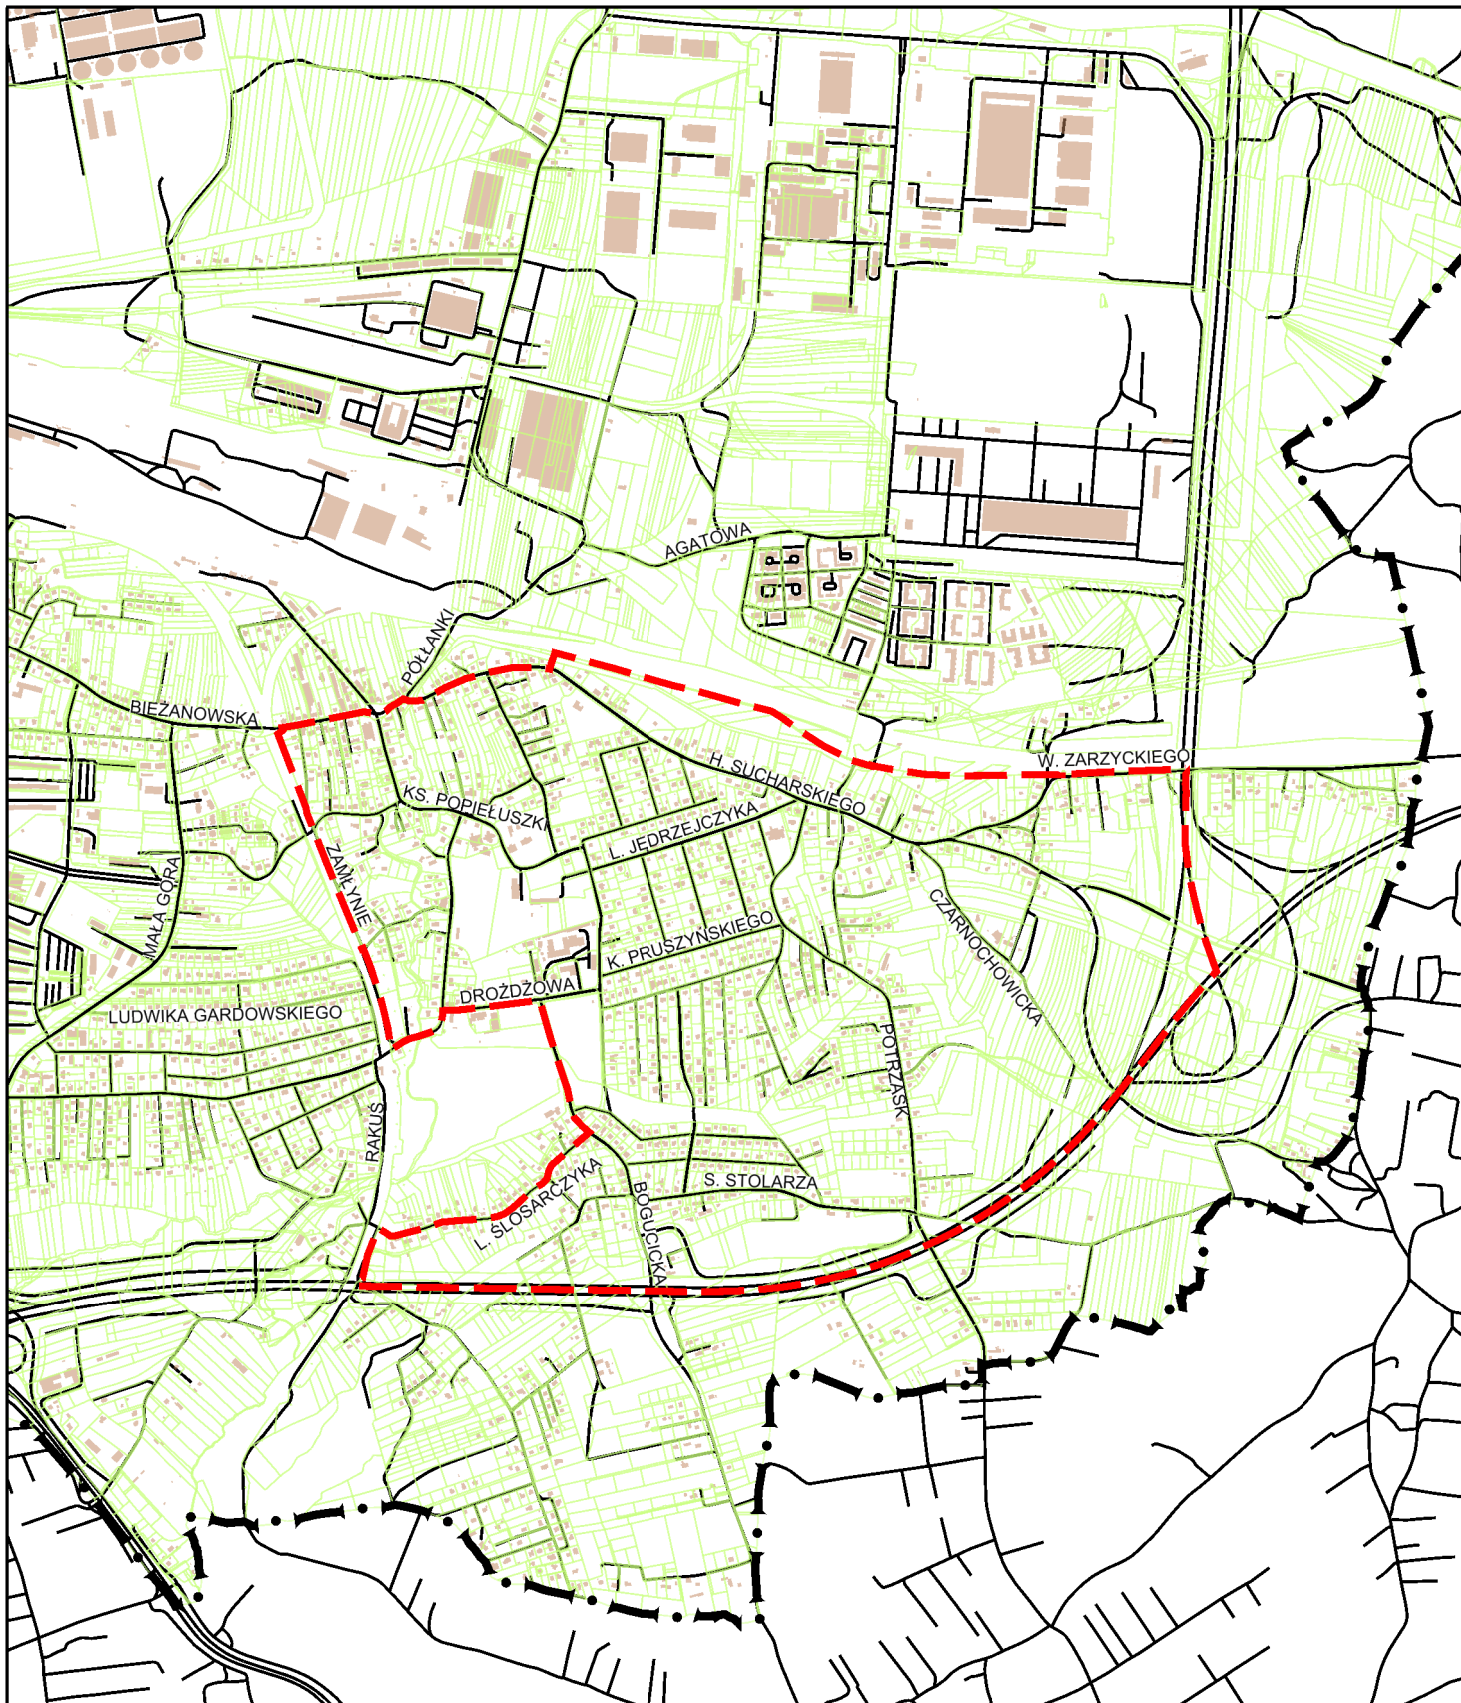 AGATOWA
PÓŁŁANKI
BIEŻANOWSKA
W. ZARZYCKIEGO
H. SUCHARSKIEGO
KS. POPIEŁUSZKI
L. JĘDRZEJCZYKA
ZAMŁYNIE
MAŁA GÓRA
CZARNOCHOWICKA
K. PRUSZYŃSKIEGO
DROŻDŻOWA
LUDWIKA GARDOWSKIEGO
POTRZASK
RAKUŚ
S. STOLARZA
L. ŚLOSARCZYKA
BOGUCICKA